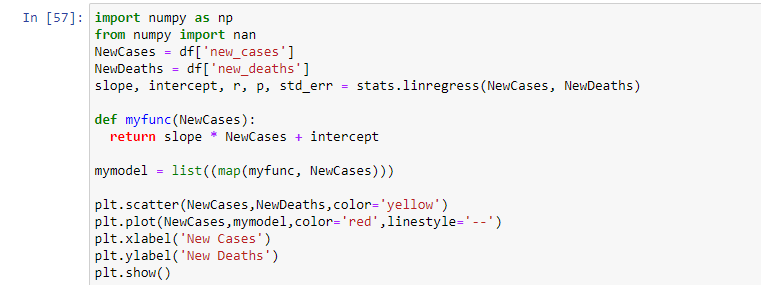 In [57]: import numpy as np
from numpy import nan
NewCases = df['new_cases']
NewDeaths = df['new_deaths']
slope, intercept, r, p, std_err = stats.linregress(NewCases, NewDeaths)

def myfunc(NewCases):
  return slope * NewCases + intercept

mymodel = list((map(myfunc, NewCases)))

plt.scatter(NewCases,NewDeaths,color='yellow')
plt.plot(NewCases,mymodel,color='red',linestyle='--')
plt.xlabel('New Cases')
plt.ylabel('New Deaths')
plt.show()